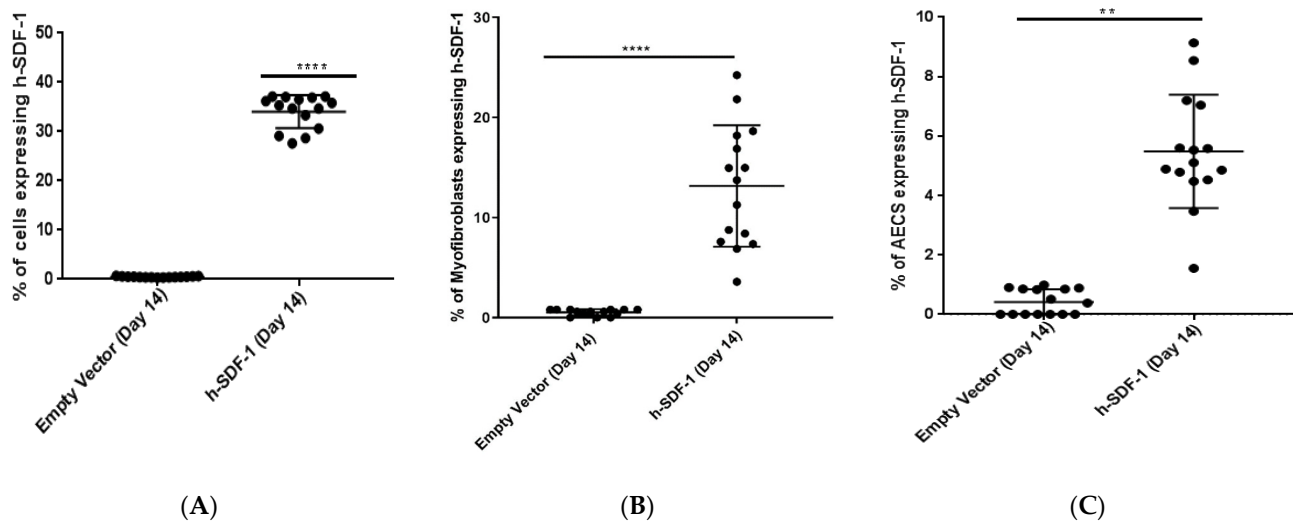 % of cells expressing h-SDF-1
50
40
30
20
10
0
****
Empty Vector (Day 14)
h-SDF-1 (Day 14)
(A)
% of Myofibroblasts expressing h-SDF-1
30
20
10
0
****
Empty Vector (Day 14)
h-SDF-1 (Day 14)
(B)
% of AECS expressing h-SDF-1
10
8
6
4
2
0
**
Empty Vector (Day 14)
h-SDF-1 (Day 14)
(C)